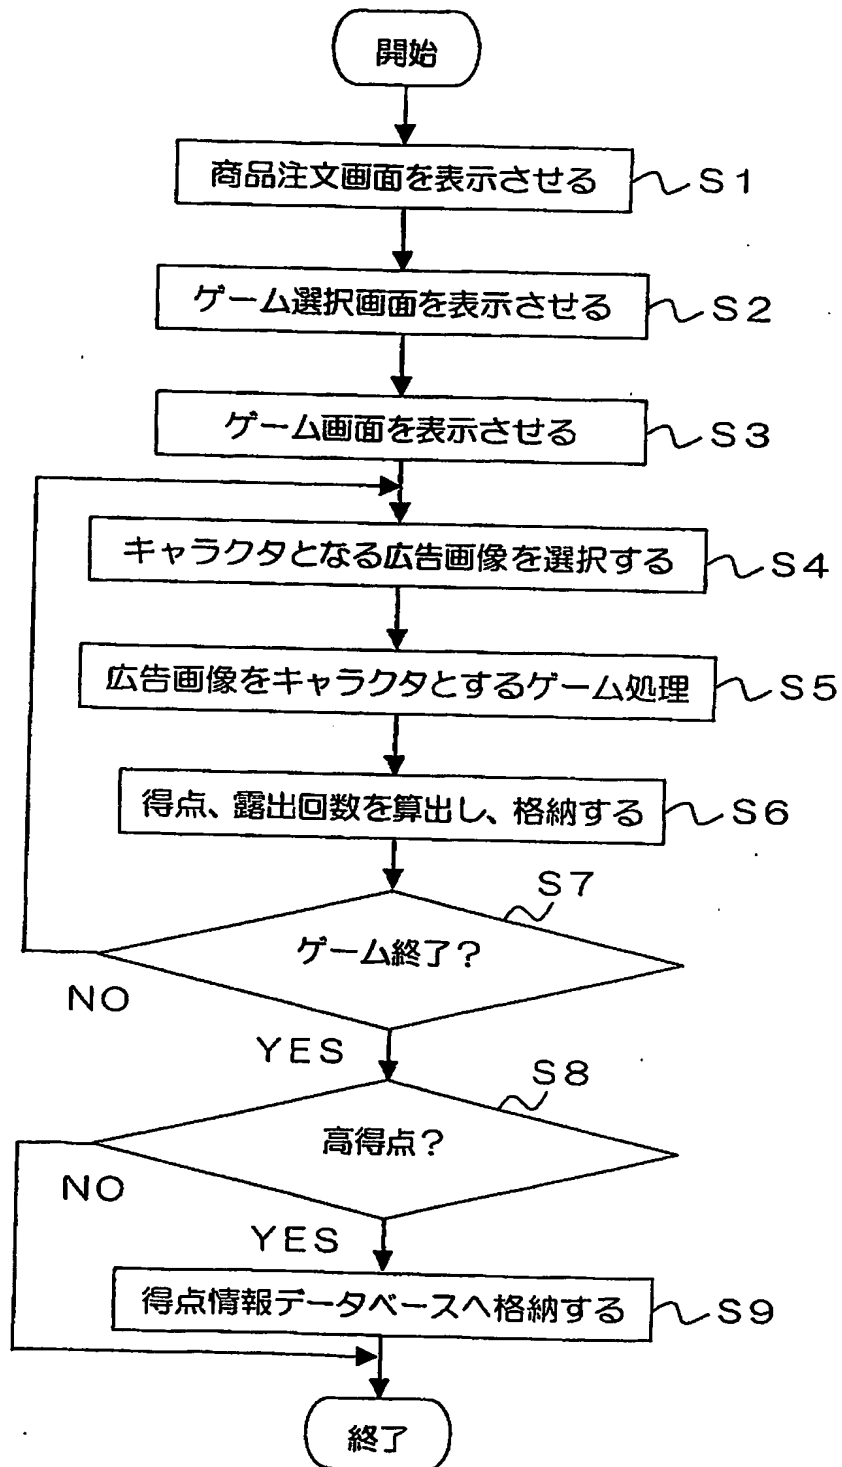 開始
商品注文画面を表示させる S1
ゲーム選択画面を表示させる S2
ゲーム画面を表示させる S3
キャラクタとなる広告画像を選択する S4
広告画像をキャラクタとするゲーム処理 S5
得点、露出回数を算出し、格納する S6
S7
ゲーム終了?
NO
YES
S8
高得点?
NO
YES
得点情報データベースへ格納する S9
終了